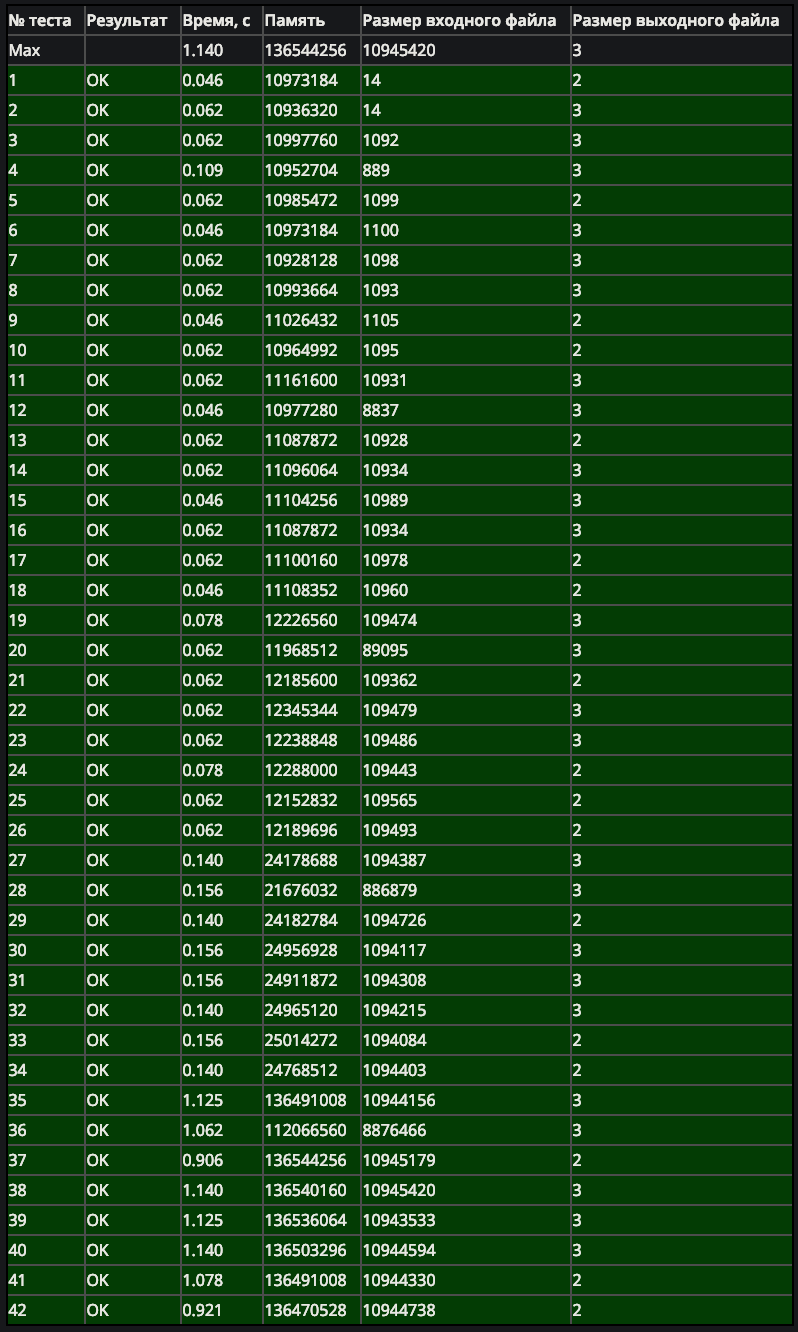 № теста Результат Время, с Память Размер входного файла Размер выходного файла
Max 1.140 136544256 10945420 3
1 OK 0.046 10973184 14 2
2 OK 0.062 10936320 14 3
3 OK 0.062 10997760 1092 3
4 OK 0.109 10952704 889 3
5 OK 0.062 10985472 1099 2
6 OK 0.046 10973184 1100 3
7 OK 0.062 10928128 1098 3
8 OK 0.062 10993664 1093 3
9 OK 0.046 11026432 1105 2
10 OK 0.062 10964992 1095 2
11 OK 0.062 11161600 10931 3
12 OK 0.046 10977280 8837 3
13 OK 0.062 11087872 10928 2
14 OK 0.062 11096064 10934 3
15 OK 0.046 11104256 10989 3
16 OK 0.062 11087872 10934 3
17 OK 0.062 11100160 10978 2
18 OK 0.046 11108352 10960 2
19 OK 0.078 12226560 109474 3
20 OK 0.062 11968512 89095 3
21 OK 0.062 12185600 109362 2
22 OK 0.062 12345344 109479 3
23 OK 0.062 12238848 109486 3
24 OK 0.078 12288000 109443 2
25 OK 0.062 12152832 109565 2
26 OK 0.062 12189696 109493 2
27 OK 0.140 24178688 1094387 3
28 OK 0.156 21676032 886879 3
29 OK 0.140 24182784 1094726 2
30 OK 0.156 24956928 1094117 3
31 OK 0.156 24911872 1094308 3
32 OK 0.140 24965120 1094215 3
33 OK 0.156 25014272 1094084 2
34 OK 0.140 24768512 1094403 2
35 OK 1.125 136491008 10944156 3
36 OK 1.062 112066560 8876466 3
37 OK 0.906 136544256 10945179 2
38 OK 1.140 136540160 10945420 3
39 OK 1.125 136536064 10943533 3
40 OK 1.140 136503296 10944594 3
41 OK 1.078 136491008 10944330 2
42 OK 0.921 136470528 10944738 2